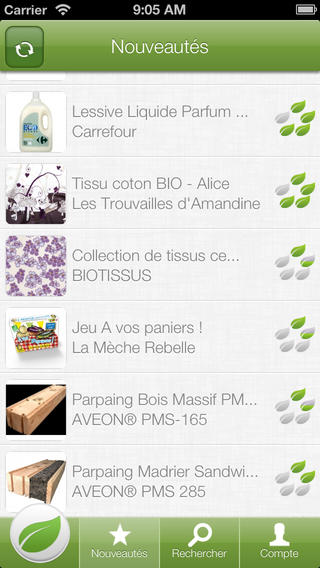 Carrier 9:05 AM
Nouveautés
Lessive Liquide Parfum ...
Carrefour
Tissu coton BIO - Alice
Les Trouvailles d'Amandine
Collection de tissus ce...
BIOTISSUS
Jeu A vos paniers !
La Mèche Rebelle
Parpaing Bois Massif PM...
AVEON® PMS-165
Parpaing Madrier Sandwi...
AVEON® PMS 285
Nouveautés Rechercher Compte